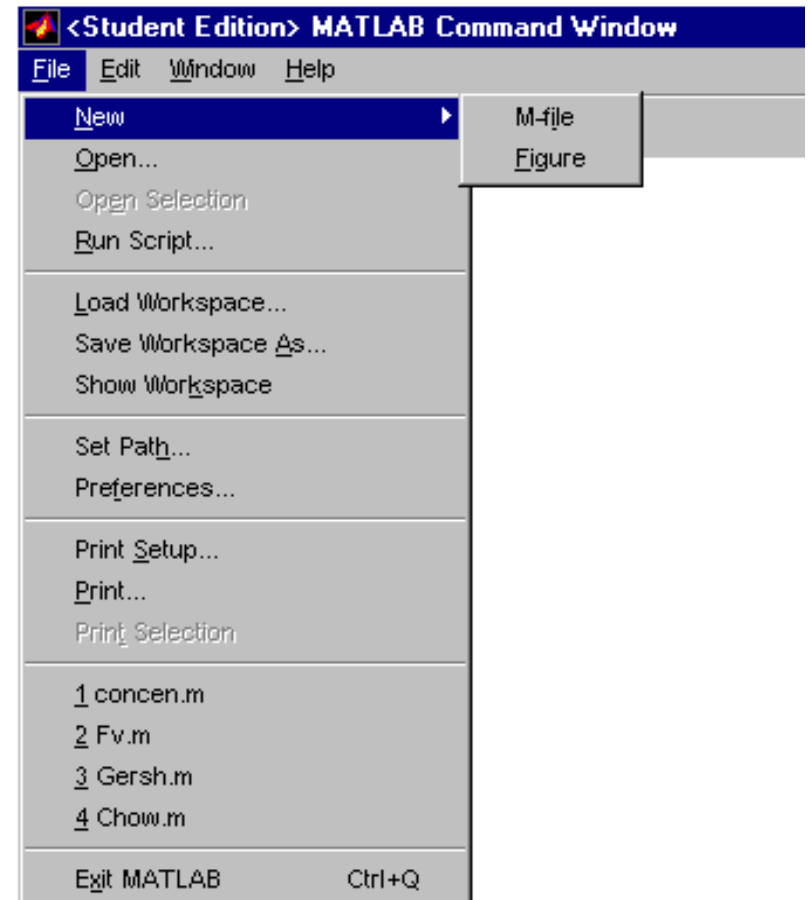 <Student Edition> MATLAB Command Window
File Edit Window Help
New
M-file
Open...
Figure
Open Selection
Run Script...
Load Workspace...
Save Workspace As...
Show Workspace
Set Path...
Preferences...
Print Setup...
Print...
Print Selection
1 concen.m
2 Fv.m
3 Gersh.m
4 Chow.m
Exit MATLAB Ctrl+Q